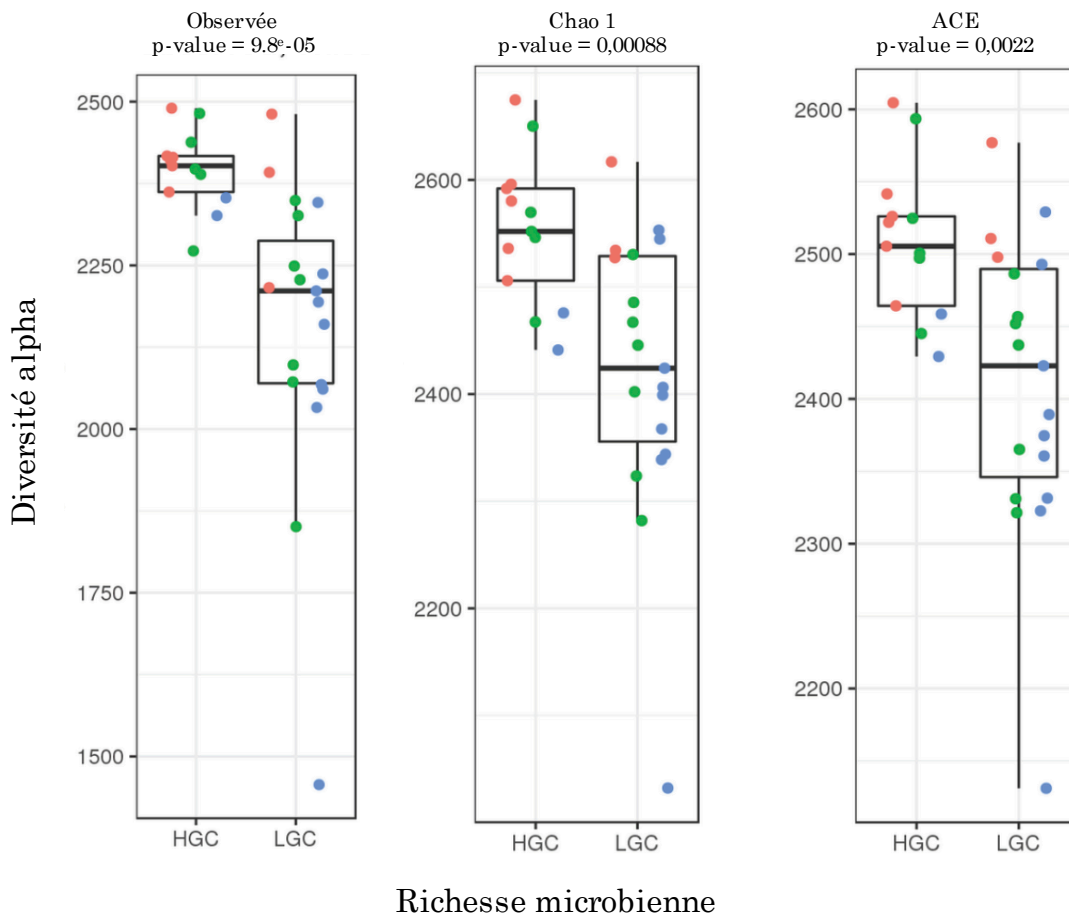 Observée
p-value = 9.8e-05
Chao 1
p-value = 0,00088
ACE
p-value = 0,0022
Diversité alpha
2500
2250
2000
1750
1500
HGC
LGC
2600
2400
2200
HGC
LGC
2600
2500
2400
2300
2200
HGC
LGC
Richesse microbienne